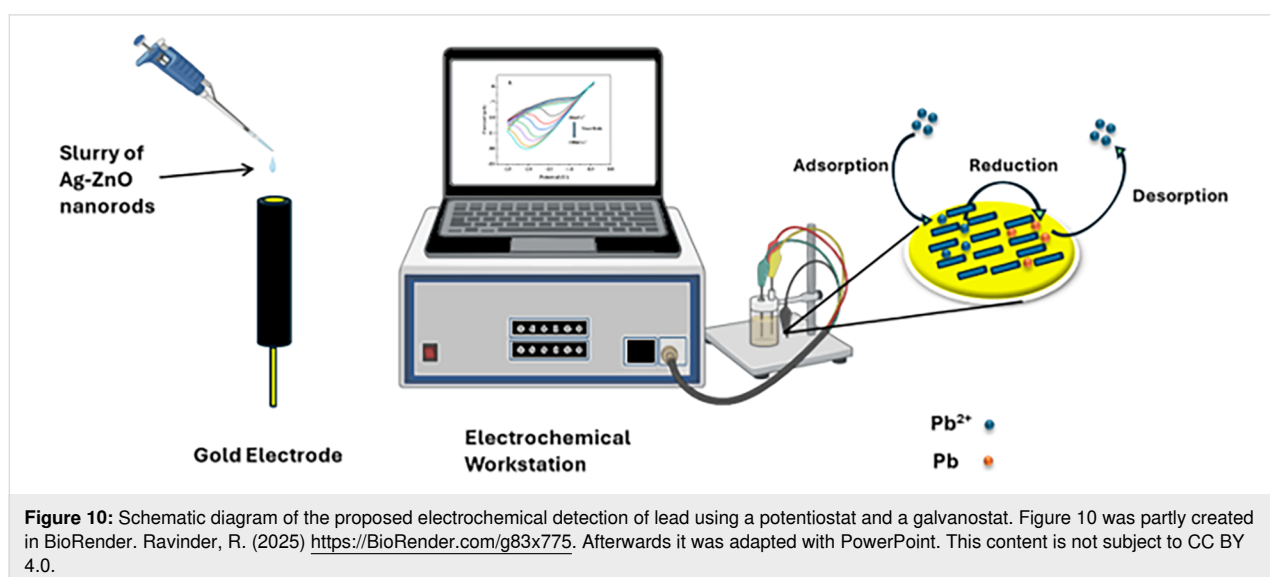 Slurry of
Ag-ZnO
nanorods
Gold Electrode
Electrochemical
Workstation
Adsorption
Reduction
Desorption
Pb²⁺
Pb
Figure 10: Schematic diagram of the proposed electrochemical detection of lead using a potentiostat and a galvanostat. Figure 10 was partly created
in BioRender. Ravinder, R. (2025) https://BioRender.com/g83x775. Afterwards it was adapted with PowerPoint. This content is not subject to CC BY
4.0.